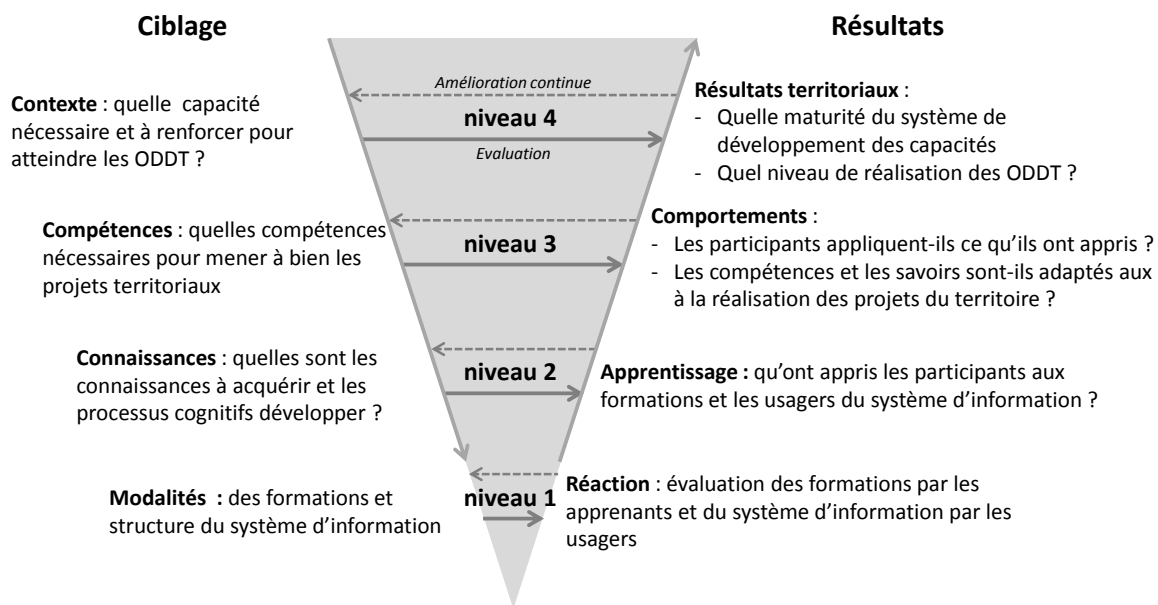 Ciblage
Résultats
Amélioration continue
niveau 4
Evaluation
Contexte : quelle capacité
nécessaire et à renforcer pour
atteindre les ODDT ?
Résultats territoriaux :
- Quelle maturité du système de
développement des capacités
- Quel niveau de réalisation des ODDT ?
Compétences : quelles compétences
nécessaires pour mener à bien les
projets territoriaux
niveau 3
Comportements :
- Les participants appliquent-ils ce qu'ils ont appris ?
- Les compétences et les savoirs sont-ils adaptés aux
à la réalisation des projets du territoire ?
Connaissances : quelles sont les
connaissances à acquérir et les
processus cognitifs développer ?
niveau 2
Apprentissage : qu'ont appris les participants aux
formations et les usagers du système d'information ?
Modalités : des formations et
structure du système d'information
niveau 1
Réaction : évaluation des formations par les
apprenants et du système d'information par les
usagers